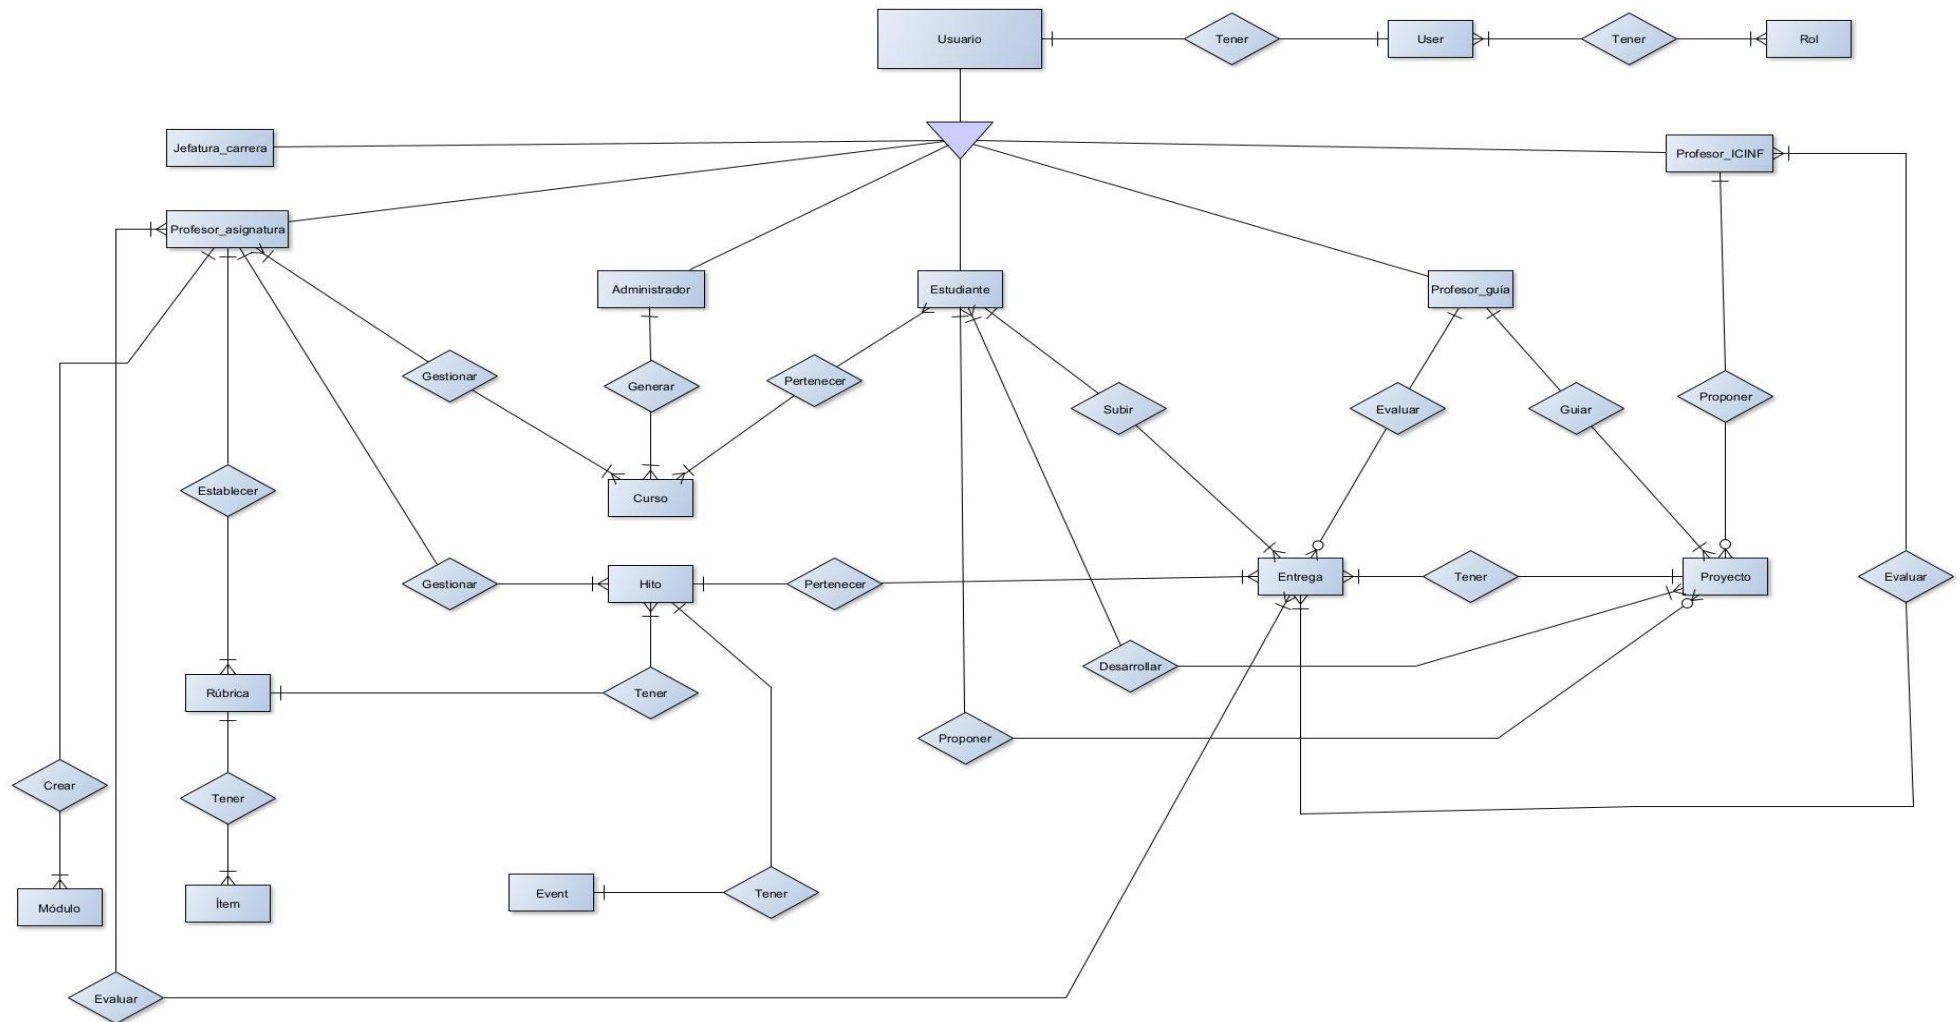 Usuario
Tener
User
Tener
Rol
Jefatura_carrera
Profesor_ICINF
Profesor_asignatura
Administrador
Estudiante
Profesor_guía
Gestionar
Generar
Pertenecer
Subir
Evaluar
Guiar
Proponer
Establecer
Curso
Gestionar
Hito
Pertenecer
Entrega
Tener
Proyecto
Evaluar
Desarrollar
Rúbrica
Tener
Proponer
Crear
Tener
Módulo
Ítem
Event
Tener
Evaluar